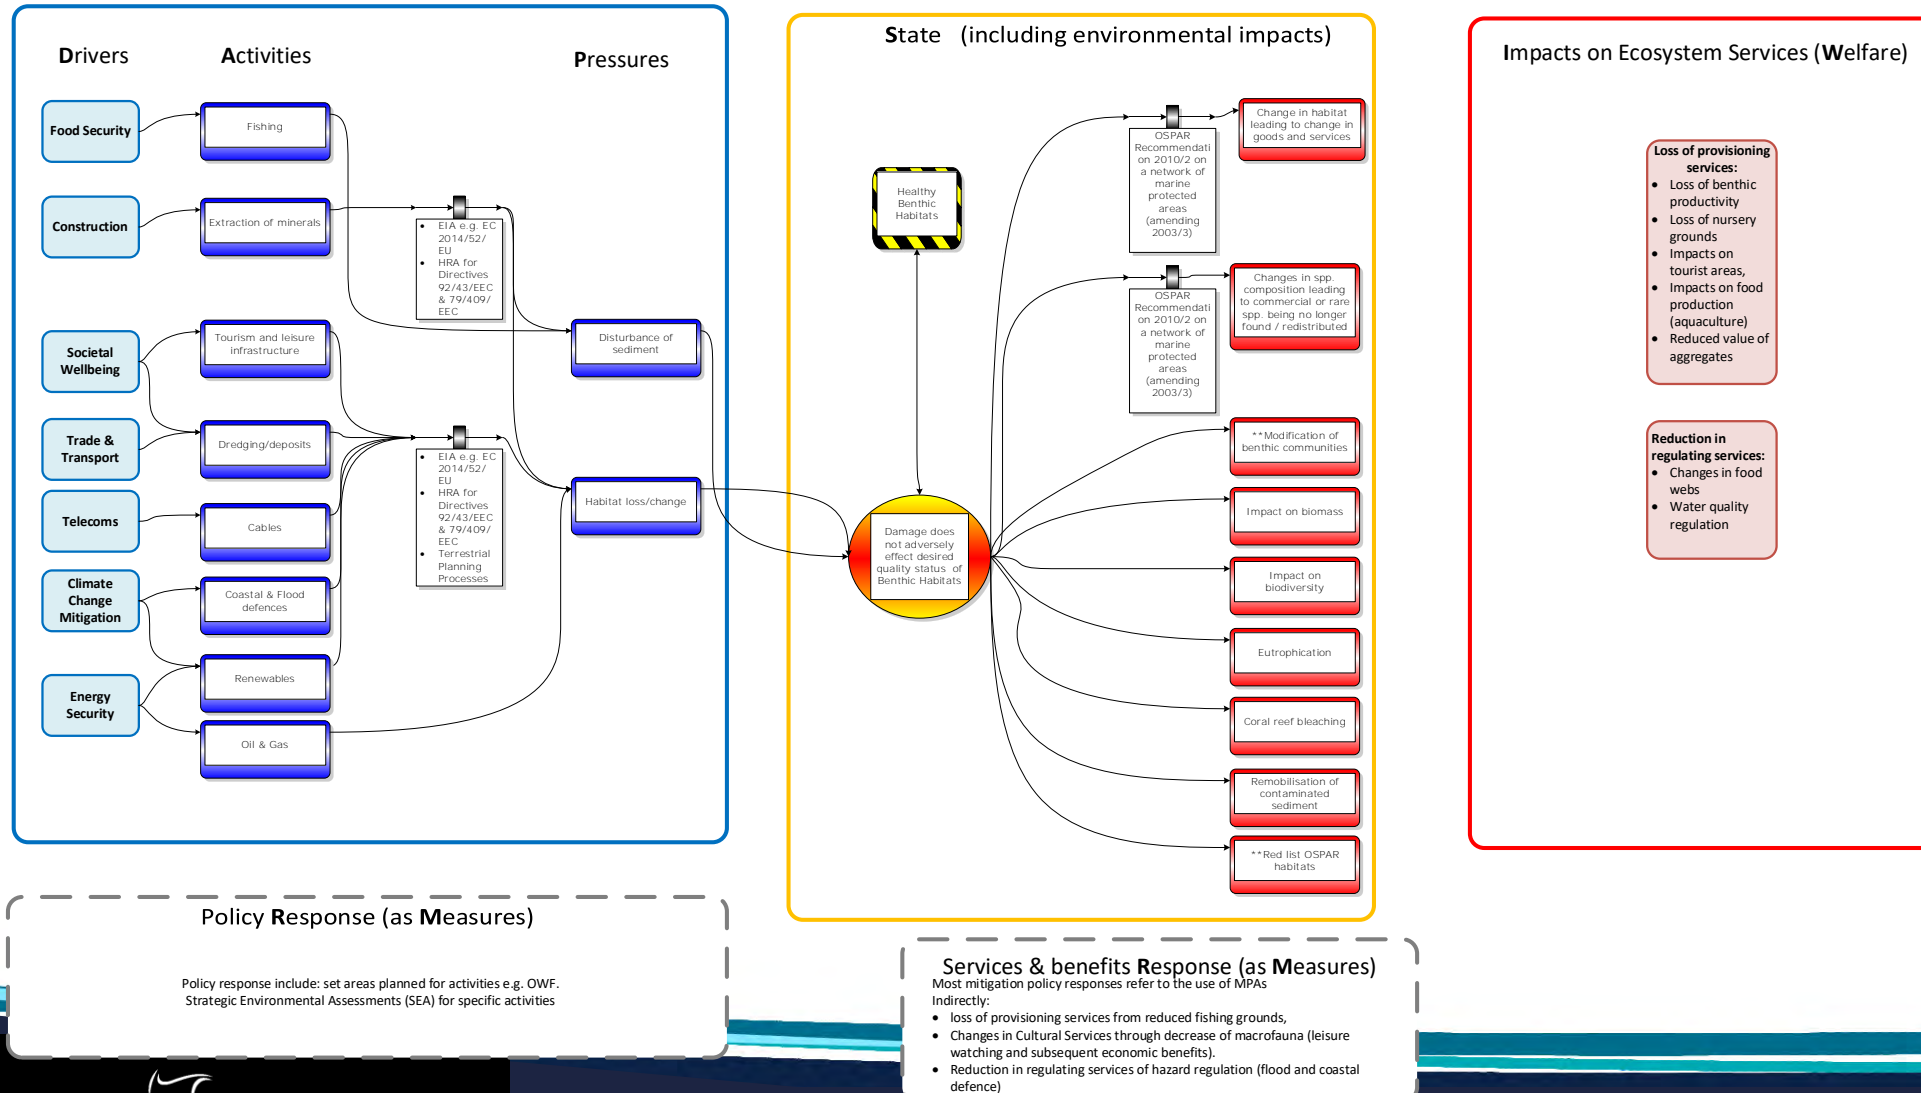 Drivers
Activities
Pressures
Food Security
Construction
Societal
Wellbeing
Trade &
Transport
Telecoms
Climate
Change
Mitigation
Energy
Security
Fishing
Extraction of minerals
Tourism and leisure
infrastructure
Dredging/deposits
Cables
Coastal & Flood
defences
Renewables
Oil & Gas
• EIA e.g. EC
2014/52/
EU
• HRA for
Directives
92/43/EEC
& 79/409/
EEC
• EIA e.g. EC
2014/52/
EU
• HRA for
Directives
92/43/EEC
& 79/409/
EEC
• Terrestrial
Planning
Processes
Disturbance of
sediment
Habitat loss/change
State (including environmental impacts)
Healthy
Benthic
Habitats
Damage does
not adversely
effect desired
quality status of
Benthic Habitats
OSPAR
Recommendati
on 2010/2 on
a network of
marine
protected
areas
(amending
2003/3)
OSPAR
Recommendati
on 2010/2 on
a network of
marine
protected
areas
(amending
2003/3)
Change in habitat
leading to change in
goods and services
Changes in spp.
composition leading
to commercial or rare
spp. being no longer
found / redistributed
**Modification of
benthic communities
Impact on biomass
Impact on
biodiversity
Eutrophication
Coral reef bleaching
Remobilisation of
contaminated
sediment
**Red list OSPAR
habitats
Impacts on Ecosystem Services (Welfare)
Loss of provisioning
services:
• Loss of benthic
productivity
• Loss of nursery
grounds
• Impacts on
tourist areas,
• Impacts on food
production
(aquaculture)
• Reduced value of
aggregates
Reduction in
regulating services:
• Changes in food
webs
• Water quality
regulation
Policy Response (as Measures)
Policy response include: set areas planned for activities e.g. OWF.
Strategic Environmental Assessments (SEA) for specific activities
Services & benefits Response (as Measures)
Most mitigation policy responses refer to the use of MPAs
Indirectly:
• loss of provisioning services from reduced fishing grounds,
• Changes in Cultural Services through decrease of macrofauna (leisure
watching and subsequent economic benefits).
• Reduction in regulating services of hazard regulation (flood and coastal
defence)